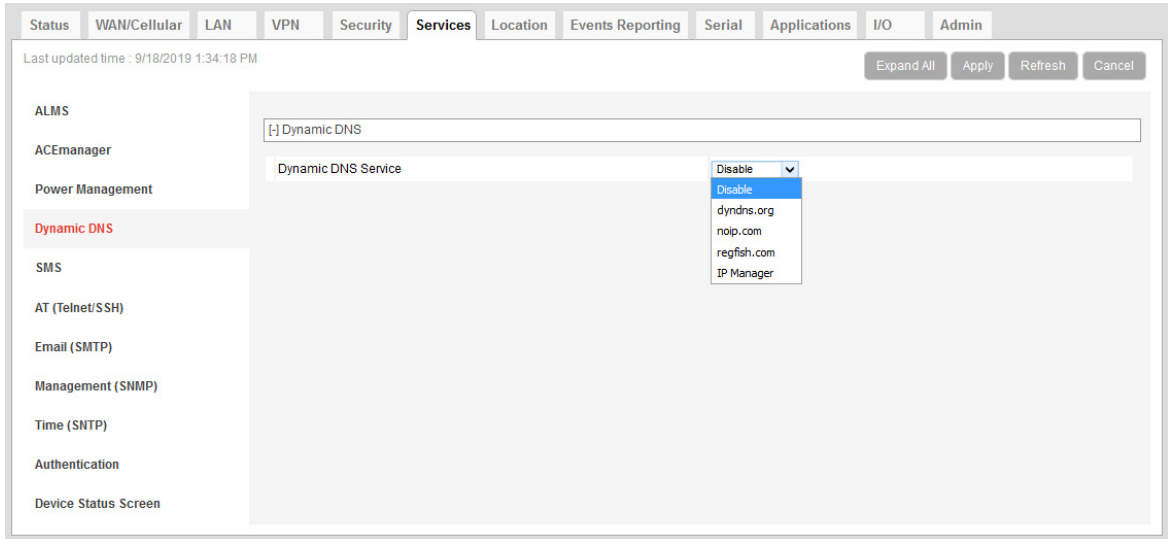 Status WAN/Cellular LAN VPN Security Services Location Events Reporting Serial Applications I/O Admin
Last updated time : 9/18/2019 1:34:18 PM
Expand All Apply Refresh Cancel
ALMS
ACEmanager
Power Management
Dynamic DNS
SMS
AT (Telnet/SSH)
Email (SMTP)
Management (SNMP)
Time (SNTP)
Authentication
Device Status Screen
[-] Dynamic DNS
Dynamic DNS Service Disable
Disable
dyndns.org
noip.com
regfish.com
IP Manager